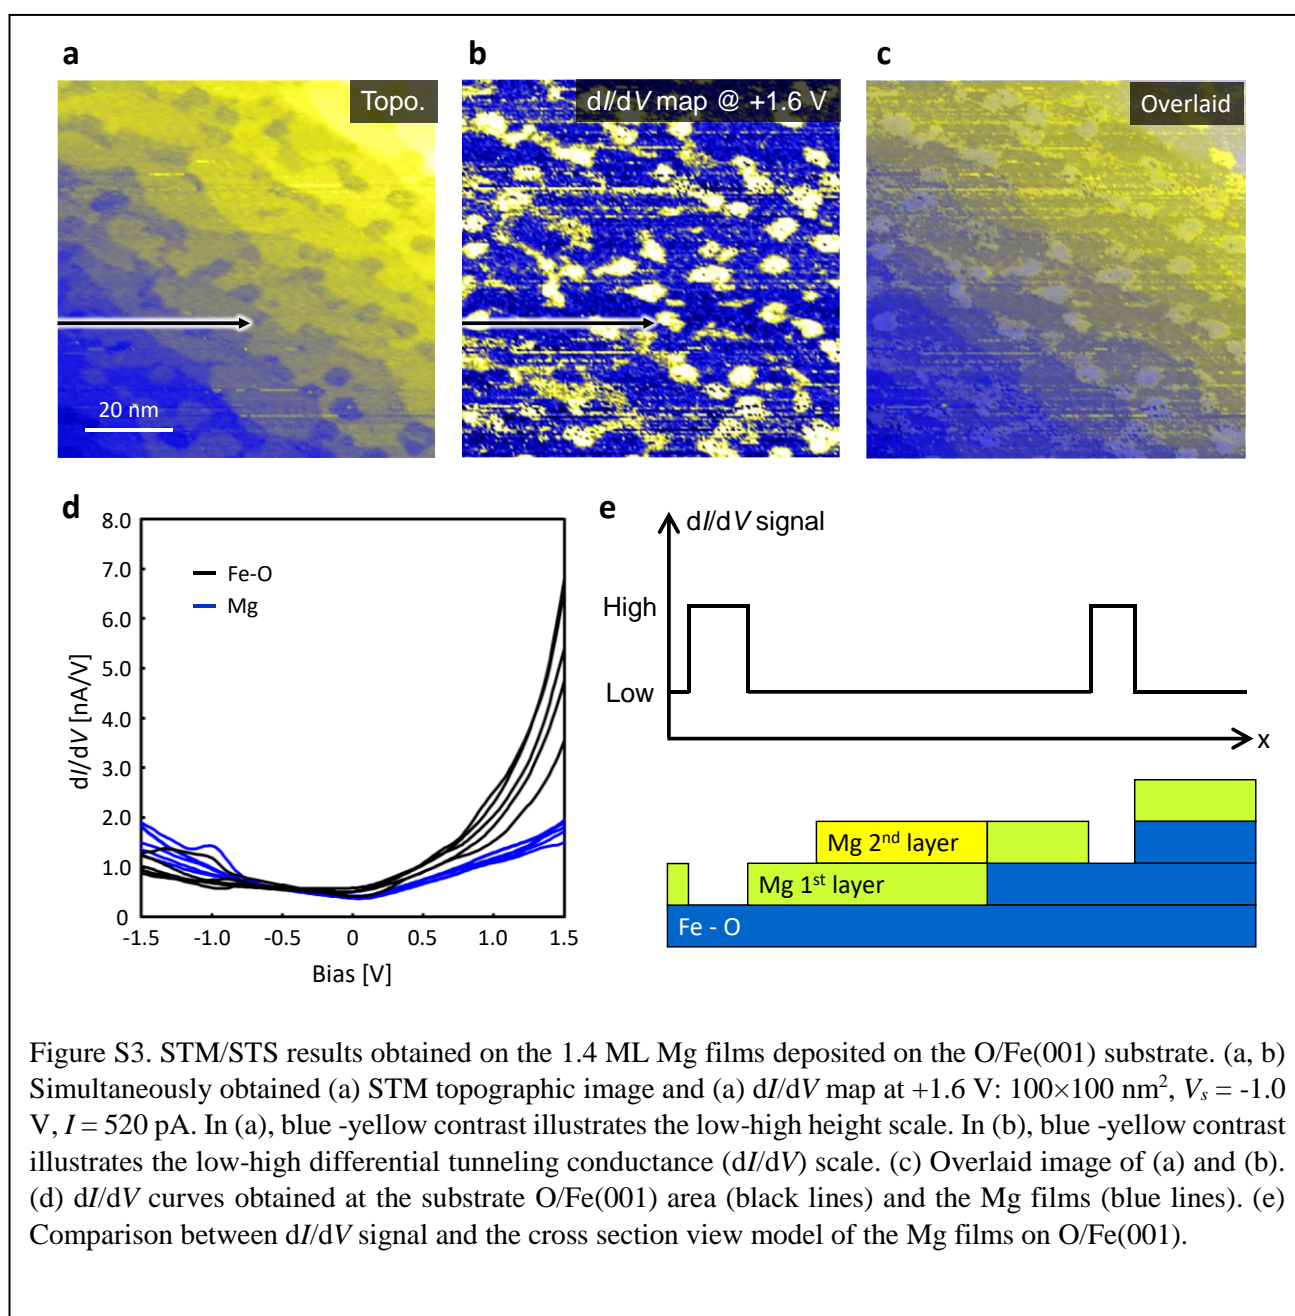 a
b
c
Topo.
dI/dV map @ +1.6 V
Overlaid
20 nm
d
e
8.0
7.0
6.0
5.0
4.0
3.0
2.0
1.0
0
dI/dV [nA/V]
Fe-O
Mg
-1.5
-1.0
-0.5
0
0.5
1.0
1.5
Bias [V]
dI/dV signal
High
Low
x
Mg 2nd layer
Mg 1st layer
Fe - O
Figure S3. STM/STS results obtained on the 1.4 ML Mg films deposited on the O/Fe(001) substrate. (a, b)
Simultaneously obtained (a) STM topographic image and (a) dI/dV map at +1.6 V: 100×100 nm², Vs = -1.0
V, I = 520 pA. In (a), blue -yellow contrast illustrates the low-high height scale. In (b), blue -yellow contrast
illustrates the low-high differential tunneling conductance (dI/dV) scale. (c) Overlaid image of (a) and (b).
(d) dI/dV curves obtained at the substrate O/Fe(001) area (black lines) and the Mg films (blue lines). (e)
Comparison between dI/dV signal and the cross section view model of the Mg films on O/Fe(001).